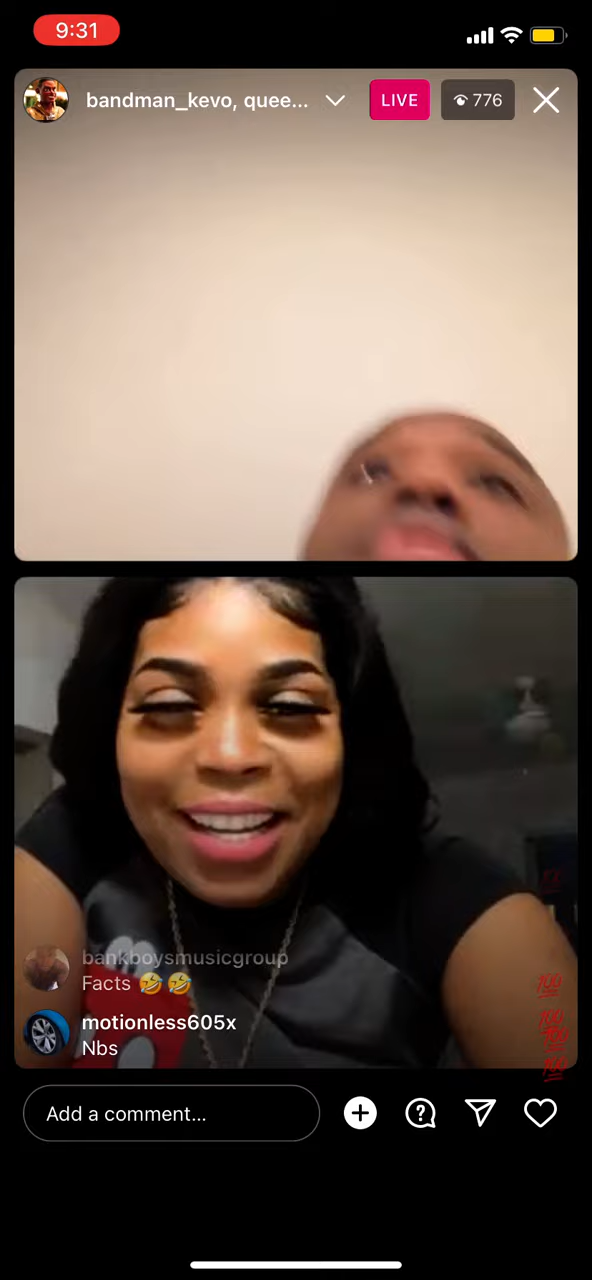 9:31
bandman_kevo, quee...
LIVE
776
bankboysmusicgroup
Facts 🤣🤣
motionless605x
Nbs
Add a comment...